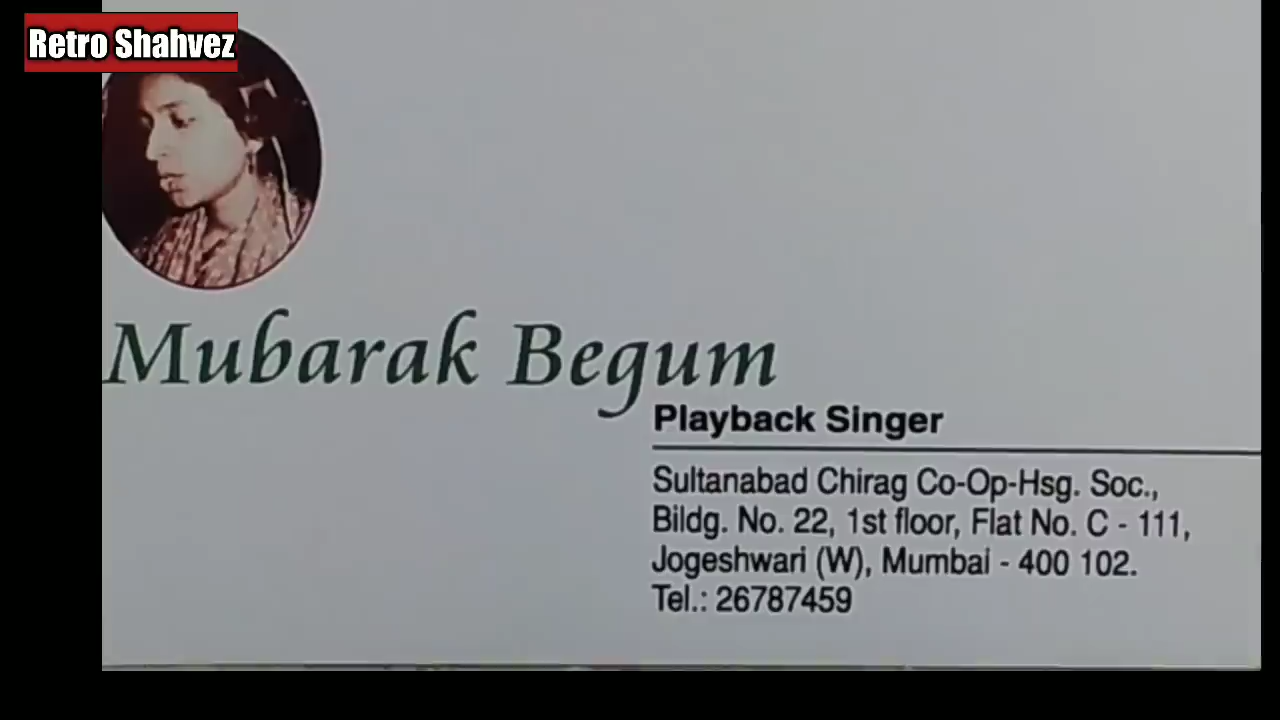 Retro Shahvez
Mubarak Begum
Playback Singer
Sultanabad Chirag Co-Op-Hsg. Soc.,
Bildg. No. 22, 1st floor, Flat No. C - 111,
Jogeshwari (W), Mumbai - 400 102.
Tel.: 26787459